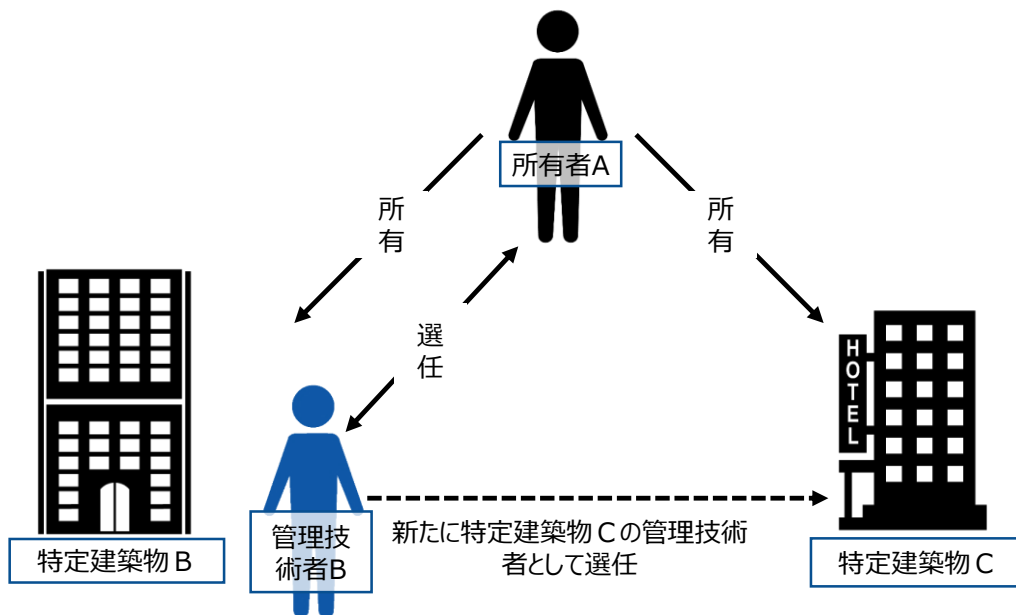 所有者A
所有
所有
選任
HOTEL
特定建築物B
管理技
術者B
新たに特定建築物Cの管理技術
者として選任
特定建築物C